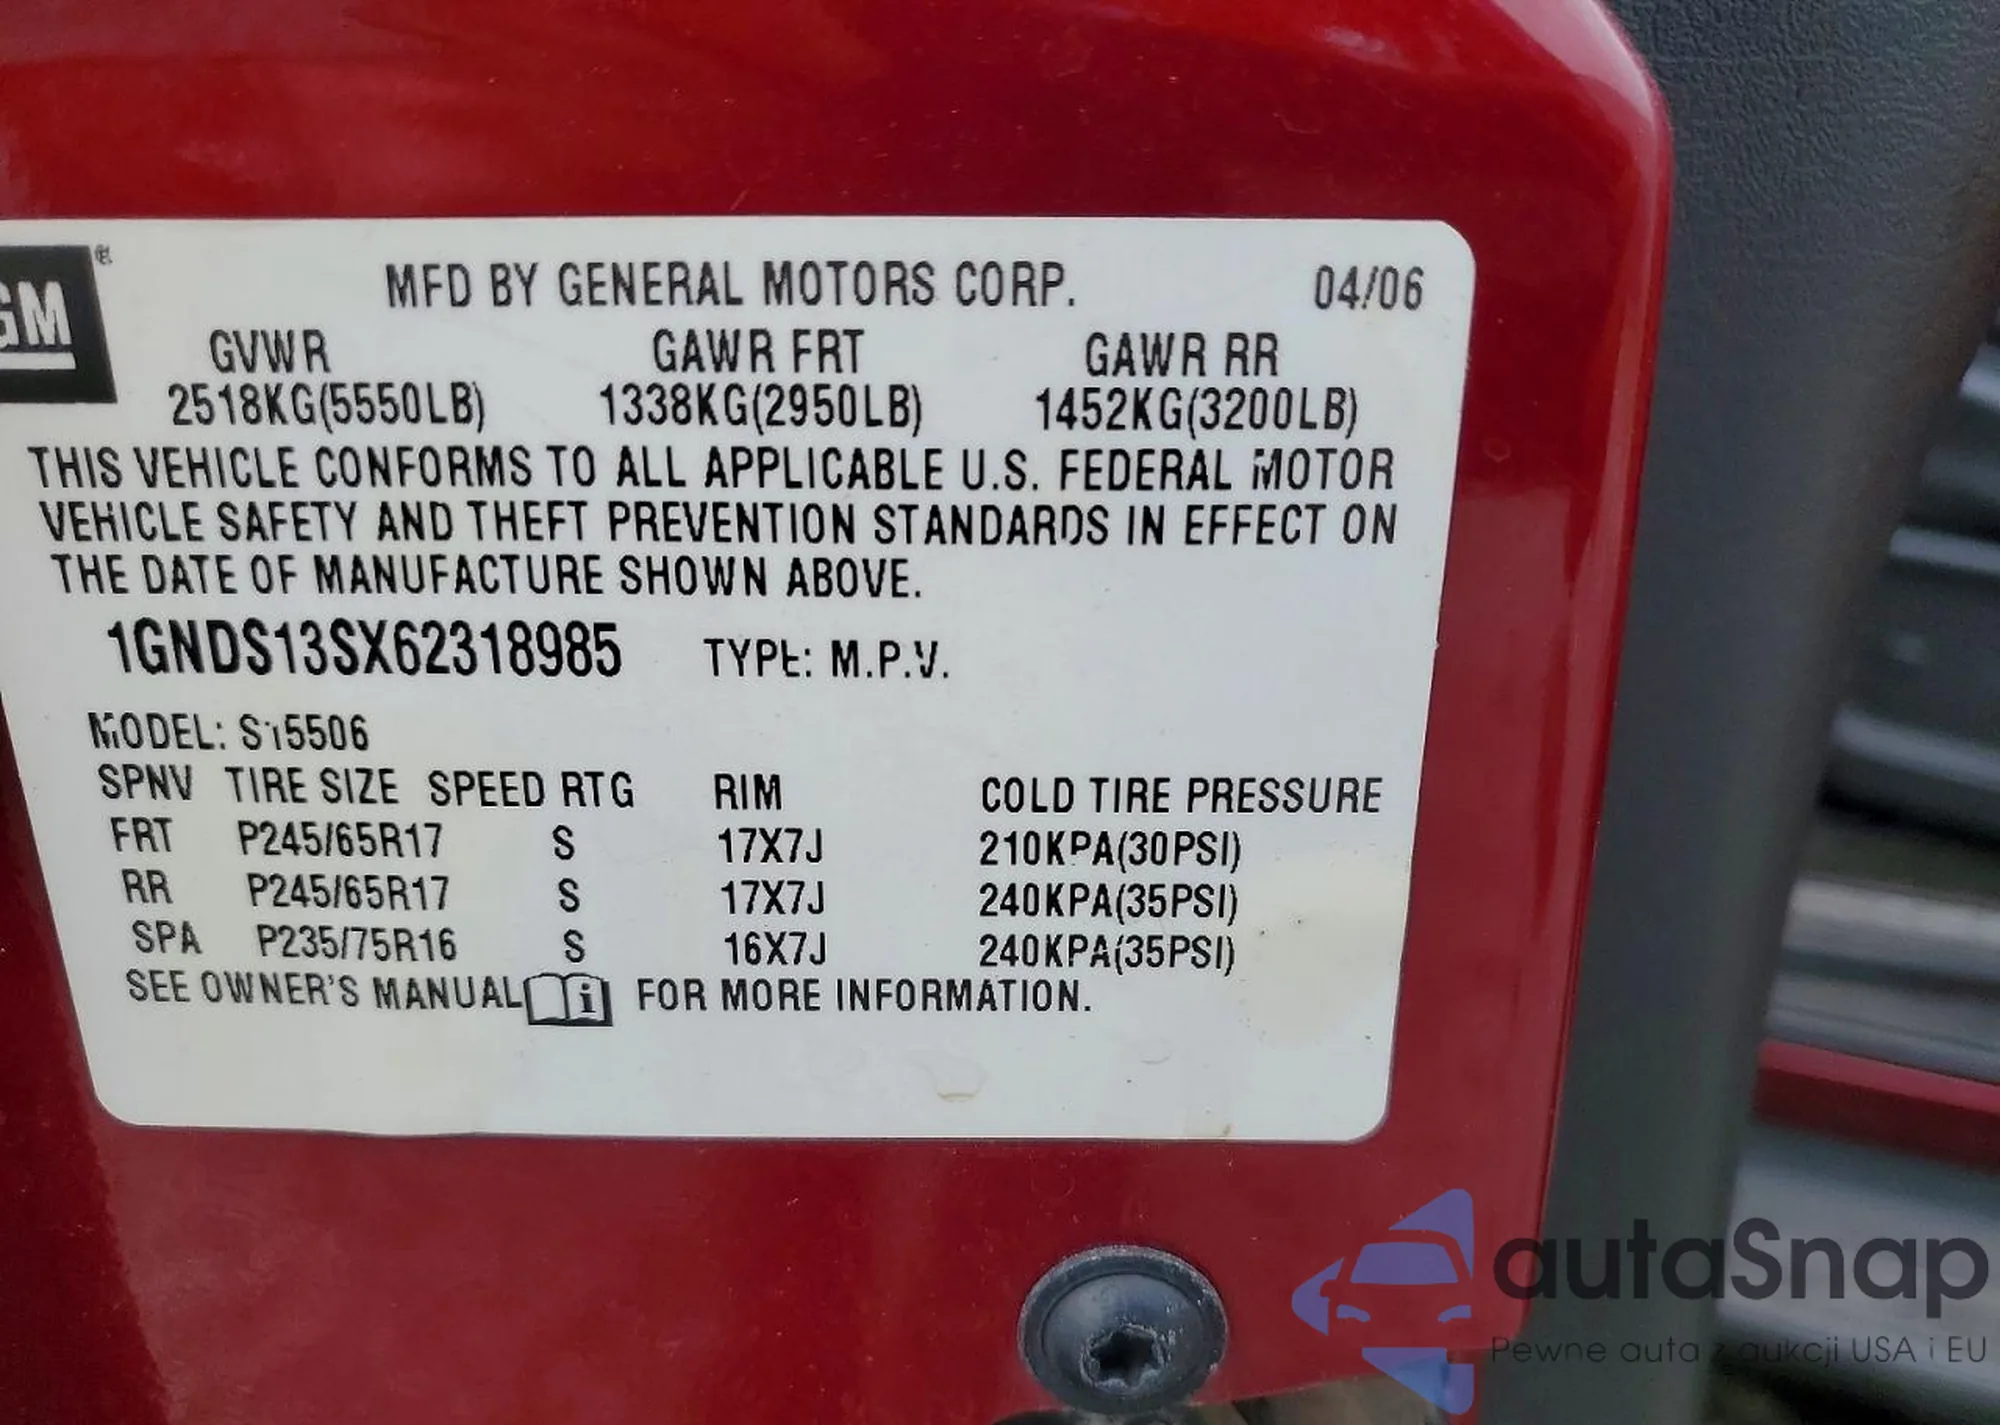 GM®
MFD BY GENERAL MOTORS CORP. 04/06
GVWR GAWR FRT GAWR RR
2518KG(5550LB) 1338KG(2950LB) 1452KG(3200LB)
THIS VEHICLE CONFORMS TO ALL APPLICABLE U.S. FEDERAL MOTOR
VEHICLE SAFETY AND THEFT PREVENTION STANDARDS IN EFFECT ON
THE DATE OF MANUFACTURE SHOWN ABOVE.
1GNDS13SX62318985 TYPE: M.P.V.
MODEL: S15506
SPNV TIRE SIZE SPEED RTG RIM COLD TIRE PRESSURE
FRT P245/65R17 S 17X7J 210KPA(30PSI)
RR P245/65R17 S 17X7J 240KPA(35PSI)
SPA P235/75R16 S 16X7J 240KPA(35PSI)
SEE OWNER'S MANUAL i FOR MORE INFORMATION.
autaSnap
Pewne auta z aukcji USA i EU